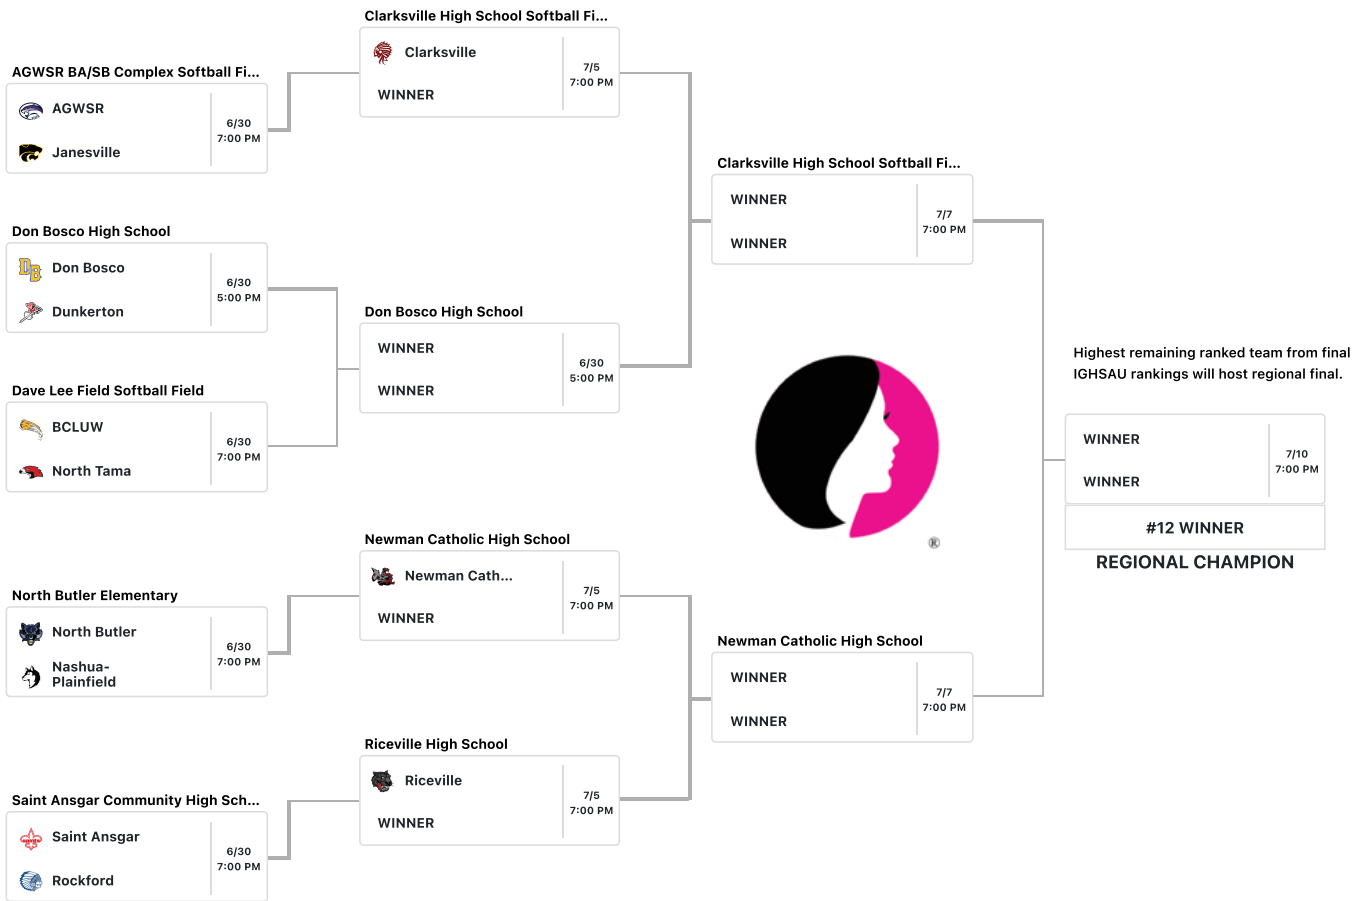 Clarksville High School Softball Fi...
Clarksville
WINNER
7/5
7:00 PM
AGWSR BA/SB Complex Softball Fi...
AGWSR
Janesville
6/30
7:00 PM
Clarksville High School Softball Fi...
WINNER
WINNER
7/7
7:00 PM
Don Bosco High School
Don Bosco
Dunkerton
6/30
5:00 PM
Don Bosco High School
WINNER
WINNER
6/30
5:00 PM
Dave Lee Field Softball Field
BCLUW
North Tama
6/30
7:00 PM
Highest remaining ranked team from final
IGHSAU rankings will host regional final.
WINNER
WINNER
7/10
7:00 PM
#12 WINNER
REGIONAL CHAMPION
®
Newman Catholic High School
Newman Cath...
WINNER
7/5
7:00 PM
North Butler Elementary
North Butler
Nashua-
Plainfield
6/30
7:00 PM
Newman Catholic High School
WINNER
WINNER
7/7
7:00 PM
Riceville High School
Riceville
WINNER
7/5
7:00 PM
Saint Ansgar Community High Sch...
Saint Ansgar
Rockford
6/30
7:00 PM